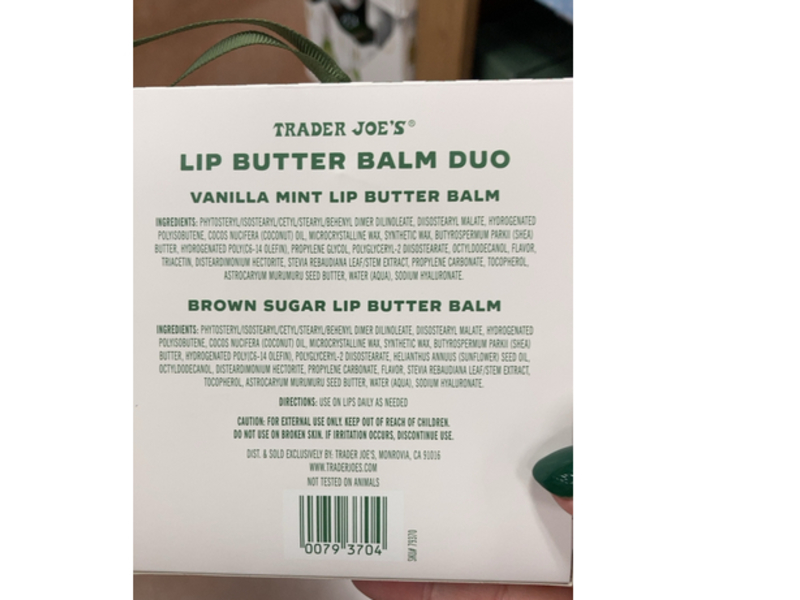 TRADER JOE'S®
LIP BUTTER BALM DUO
VANILLA MINT LIP BUTTER BALM
INGREDIENTS: PHYTOSTERYL/ISOSTEARYL/CETYL/STEARYL/BEHENYL DIMER DILINOLEATE, DIISOSTEARYL MALATE, HYDROGENATED
POLYISOBUTENE, COCOS NUCIFERA (COCONUT) OIL, MICROCRYSTALLINE WAX, SYNTHETIC WAX, BUTYROSPERMUM PARKII (SHEA)
BUTTER, HYDROGENATED POLY(C6-14 OLEFIN), PROPYLENE GLYCOL, POLYGLYCERYL-2 DIISOSTEARATE, OCTYLDODECANOL, FLAVOR,
TRIACETIN, DISTEARDIMONIUM HECTORITE, STEVIA REBAUDIANA LEAF/STEM EXTRACT, PROPYLENE CARBONATE, TOCOPHEROL,
ASTROCARYUM MURUMURU SEED BUTTER, WATER (AQUA), SODIUM HYALURONATE.
BROWN SUGAR LIP BUTTER BALM
INGREDIENTS: PHYTOSTERYL/ISOSTEARYL/CETYL/STEARYL/BEHENYL DIMER DILINOLEATE, DIISOSTEARYL MALATE, HYDROGENATED
POLYISOBUTENE, COCOS NUCIFERA (COCONUT) OIL, MICROCRYSTALLINE WAX, SYNTHETIC WAX, BUTYROSPERMUM PARKII (SHEA)
BUTTER, HYDROGENATED POLY(C6-14 OLEFIN), POLYGLYCERYL-2 DIISOSTEARATE, HELIANTHUS ANNUUS (SUNFLOWER) SEED OIL,
OCTYLDODECANOL, DISTEARDIMONIUM HECTORITE, PROPYLENE CARBONATE, FLAVOR, STEVIA REBAUDIANA LEAF/STEM EXTRACT,
TOCOPHEROL, ASTROCARYUM MURUMURU SEED BUTTER, WATER (AQUA), SODIUM HYALURONATE.
DIRECTIONS: USE ON LIPS DAILY AS NEEDED
CAUTION: FOR EXTERNAL USE ONLY. KEEP OUT OF REACH OF CHILDREN.
DO NOT USE ON BROKEN SKIN. IF IRRITATION OCCURS, DISCONTINUE USE.
DIST. & SOLD EXCLUSIVELY BY: TRADER JOE'S, MONROVIA, CA 91016
WWW.TRADERJOES.COM
NOT TESTED ON ANIMALS
0079 3704
SKU# 79370